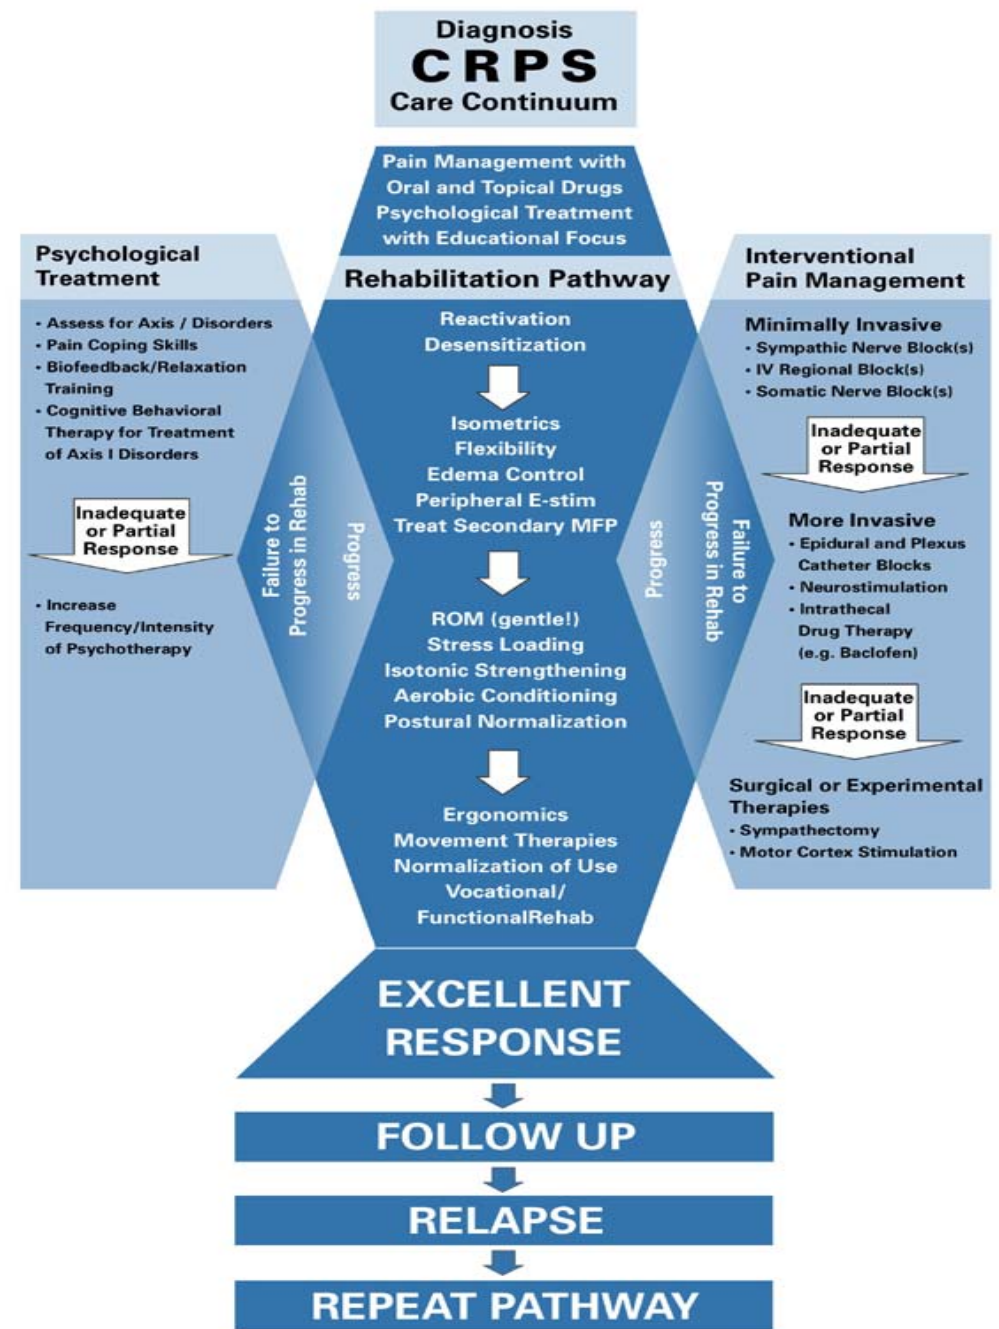 Diagnosis
CRPS
Care Continuum
Pain Management with
Oral and Topical Drugs
Psychological Treatment
with Educational Focus
Psychological
Treatment
• Assess for Axis / Disorders
• Pain Coping Skills
• Biofeedback/Relaxation
Training
• Cognitive Behavioral
Therapy for Treatment
of Axis I Disorders
Inadequate
or Partial
Response
• Increase
Frequency/Intensity
of Psychotherapy
Failure to
Progress in Rehab
Progress
Rehabilitation Pathway
Reactivation
Desensitization
Isometrics
Flexibility
Edema Control
Peripheral E-stim
Treat Secondary MFP
ROM (gentle!)
Stress Loading
Isotonic Strengthening
Aerobic Conditioning
Postural Normalization
Ergonomics
Movement Therapies
Normalization of Use
Vocational/
FunctionalRehab
Progress
Failure to
Progress in Rehab
Interventional
Pain Management
Minimally Invasive
• Sympathic Nerve Block(s)
• IV Regional Block(s)
• Somatic Nerve Block(s)
Inadequate
or Partial
Response
More Invasive
• Epidural and Plexus
Catheter Blocks
• Neurostimulation
• Intrathecal
Drug Therapy
(e.g. Baclofen)
Inadequate
or Partial
Response
Surgical or Experimental
Therapies
• Sympathectomy
• Motor Cortex Stimulation
EXCELLENT
RESPONSE
FOLLOW UP
RELAPSE
REPEAT PATHWAY